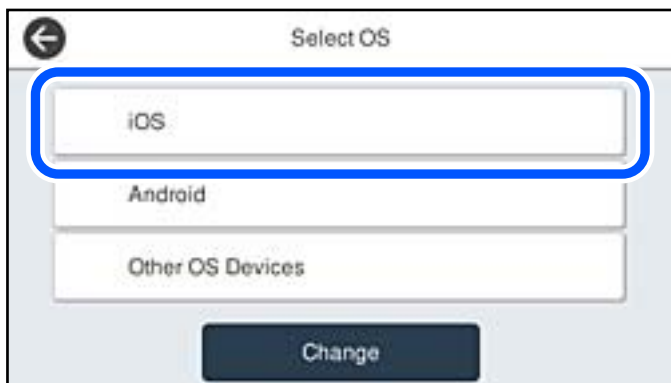 Select OS
iOS
Android
Other OS Devices
Change